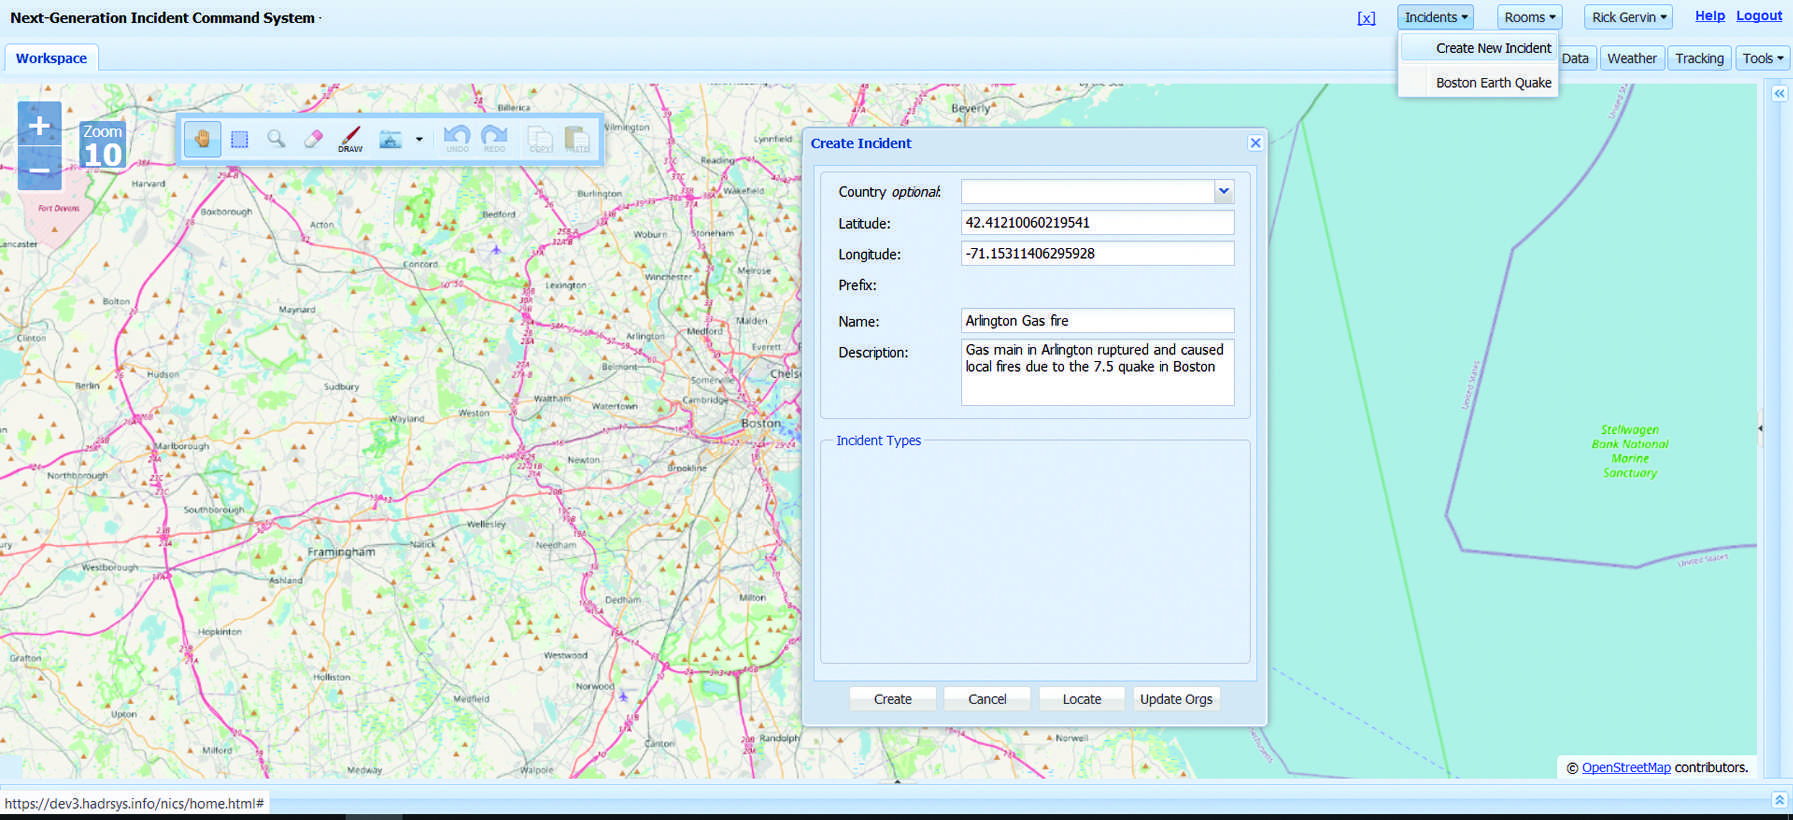 Next-Generation Incident Command System
[x]
Incidents
Rooms
Rick Gervin
Help
Logout
Workspace
Create New Incident
Boston Earth Quake
Data
Weather
Tracking
Tools
+
−
Zoom
10
DRAW
UNDO
REDO
COPY
PASTE
Create Incident
Country optional:
Latitude:
42.41210060219541
Longitude:
-71.15311406295928
Prefix:
Name:
Arlington Gas fire
Description:
Gas main in Arlington ruptured and caused
local fires due to the 7.5 quake in Boston
Incident Types
Create
Cancel
Locate
Update Orgs
Billerica
Wilmington
Beverly
Lynnfield
Reading
Wakefield
Harvard
Fort Devens
Boxborough
Acton
Bedford
Burlington
Woburn
Stoneham
Lancaster
Concord
Winchester
Melrose
Lexington
Bolton
Maynard
Medford
Malden
Everett
Clinton
Hudson
Belmont
Somerville
Chelsea
Berlin
Sudbury
Waltham
Watertown
Cambridge
Wayland
Weston
Boston
Marlborough
Newton
Brookline
Northborough
Southborough
Wellesley
Framingham
Natick
Needham
Westborough
Ashland
Dedham
Milton
Hopkinton
Grafton
Westwood
Holliston
Norwood
Medfield
Upton
Canton
Randolph
Norwell
Milford
Medway
Walpole
United States
Stellwagen
Bank National
Marine
Sanctuary
United States
© OpenStreetMap contributors.
https://dev3.hadrsys.info/nics/home.html#